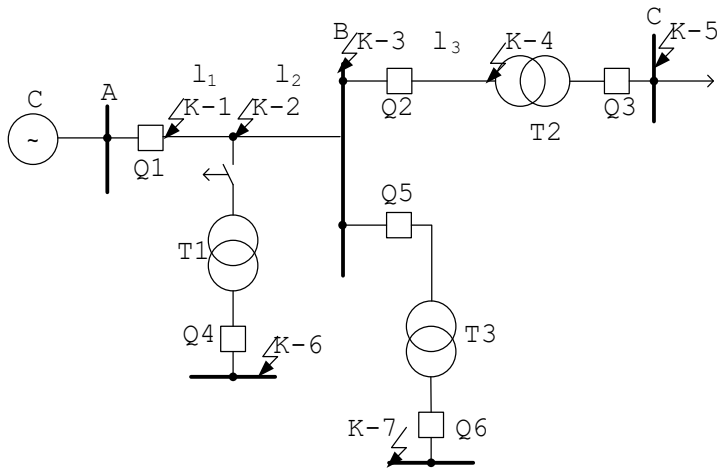 C
B
K-3
l₃
K-4
K-5
C
A
l₁
l₂
K-1
K-2
Q2
Q3
T2
~
Q1
Q5
T1
Q4
K-6
T3
K-7
Q6